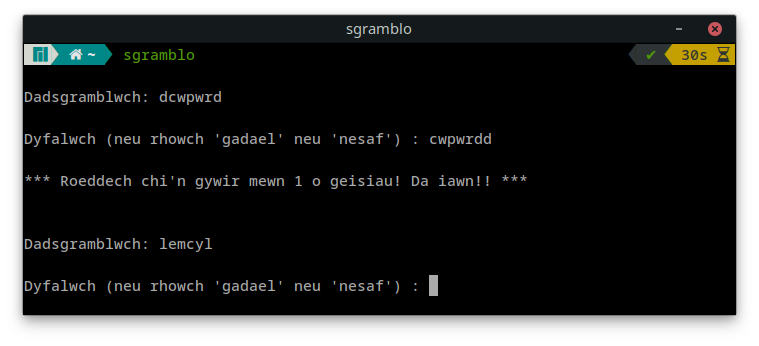 sgramblo
~ sgramblo ✔ 30s
Dadsgramblwch: dcwpwrd
Dyfalwch (neu rhowch 'gadael' neu 'nesaf') : cwpwrdd
*** Roeddech chi'n gywir mewn 1 o geisiau! Da iawn!! ***
Dadsgramblwch: lemcyl
Dyfalwch (neu rhowch 'gadael' neu 'nesaf') :